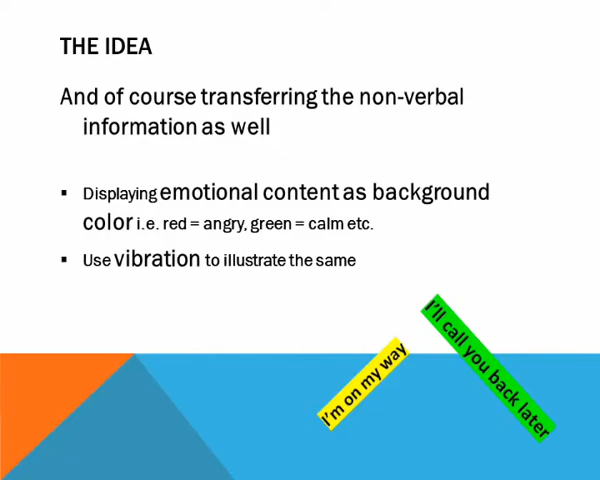 THE IDEA
And of course transferring the non-verbal
information as well
▪ Displaying emotional content as background
color i.e. red = angry, green = calm etc.
▪ Use vibration to illustrate the same
I'm on my way
I'll call you back later